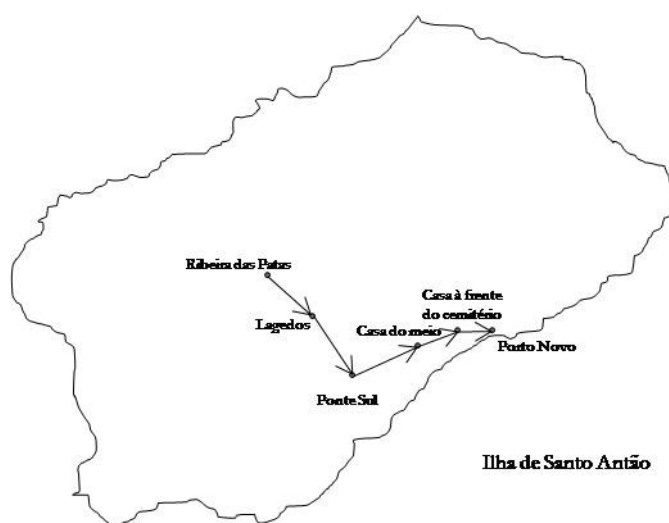 Ribeira das Patas
Lagedos
Ponte Sul
Casa do meio
Casa à frente
do cemitério
Porto Novo
Ilha de Santo Antão